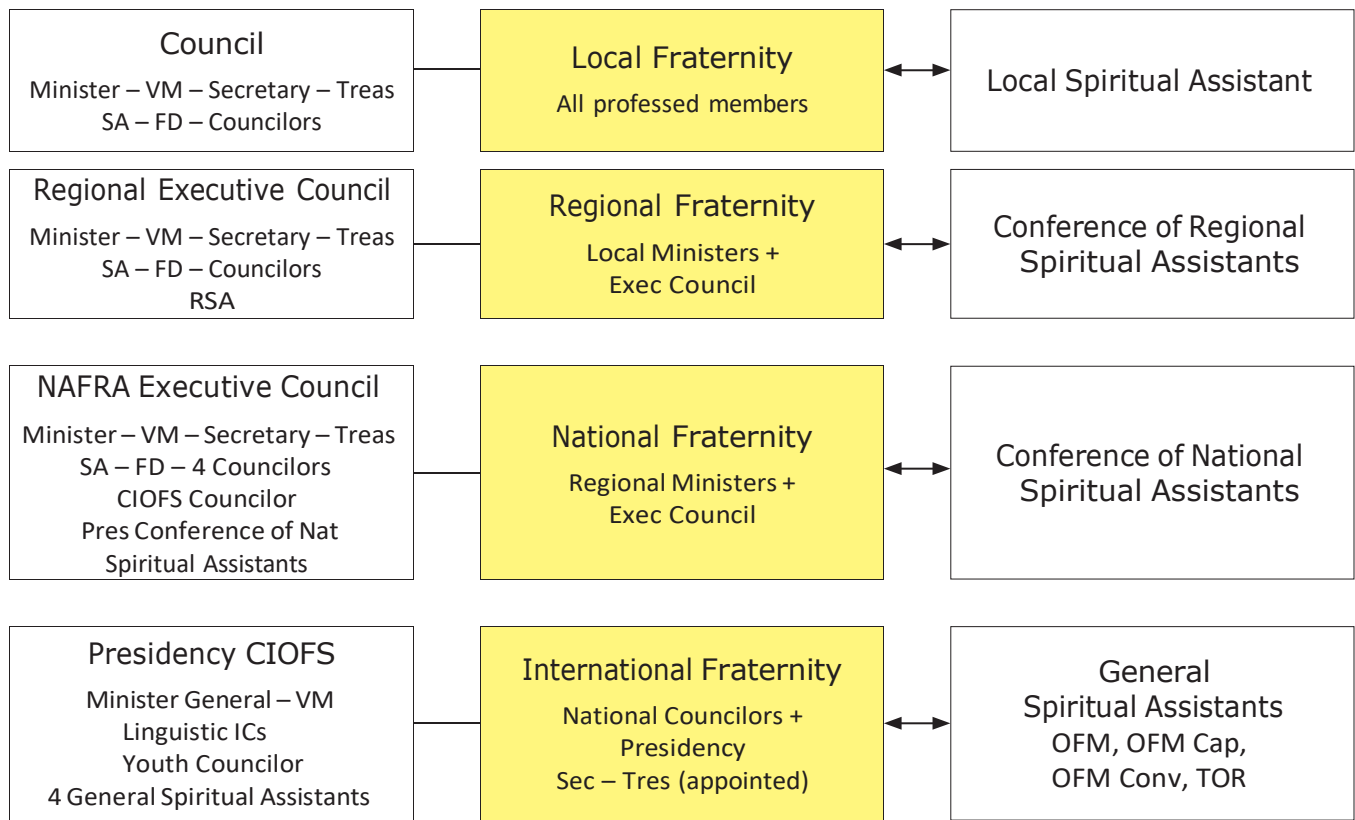 Council
Minister – VM – Secretary – Treas
SA – FD – Councilors
Local Fraternity
All professed members
Local Spiritual Assistant
Regional Executive Council
Minister – VM – Secretary – Treas
SA – FD – Councilors
RSA
Regional Fraternity
Local Ministers +
Exec Council
Conference of Regional
Spiritual Assistants
NAFRA Executive Council
Minister – VM – Secretary – Treas
SA – FD – 4 Councilors
CIOFS Councilor
Pres Conference of Nat
Spiritual Assistants
National Fraternity
Regional Ministers +
Exec Council
Conference of National
Spiritual Assistants
Presidency CIOFS
Minister General – VM
Linguistic ICs
Youth Councilor
4 General Spiritual Assistants
International Fraternity
National Councilors +
Presidency
Sec – Tres (appointed)
General
Spiritual Assistants
OFM, OFM Cap,
OFM Conv, TOR